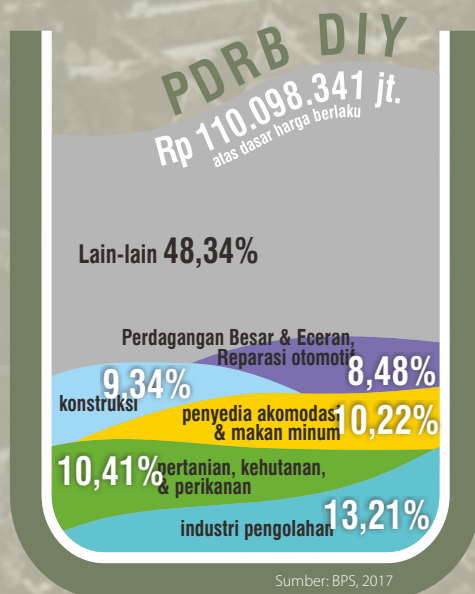 PDRB DIY
Rp 110.098.341 jt.
atas dasar harga berlaku
Lain-lain 48,34%
Perdagangan Besar & Eceran,
Reparasi otomotif
8,48%
9,34%
konstruksi
penyedia akomodasi
& makan minum
10,22%
10,41%
pertanian, kehutanan,
& perikanan
industri pengolahan
13,21%
Sumber: BPS, 2017